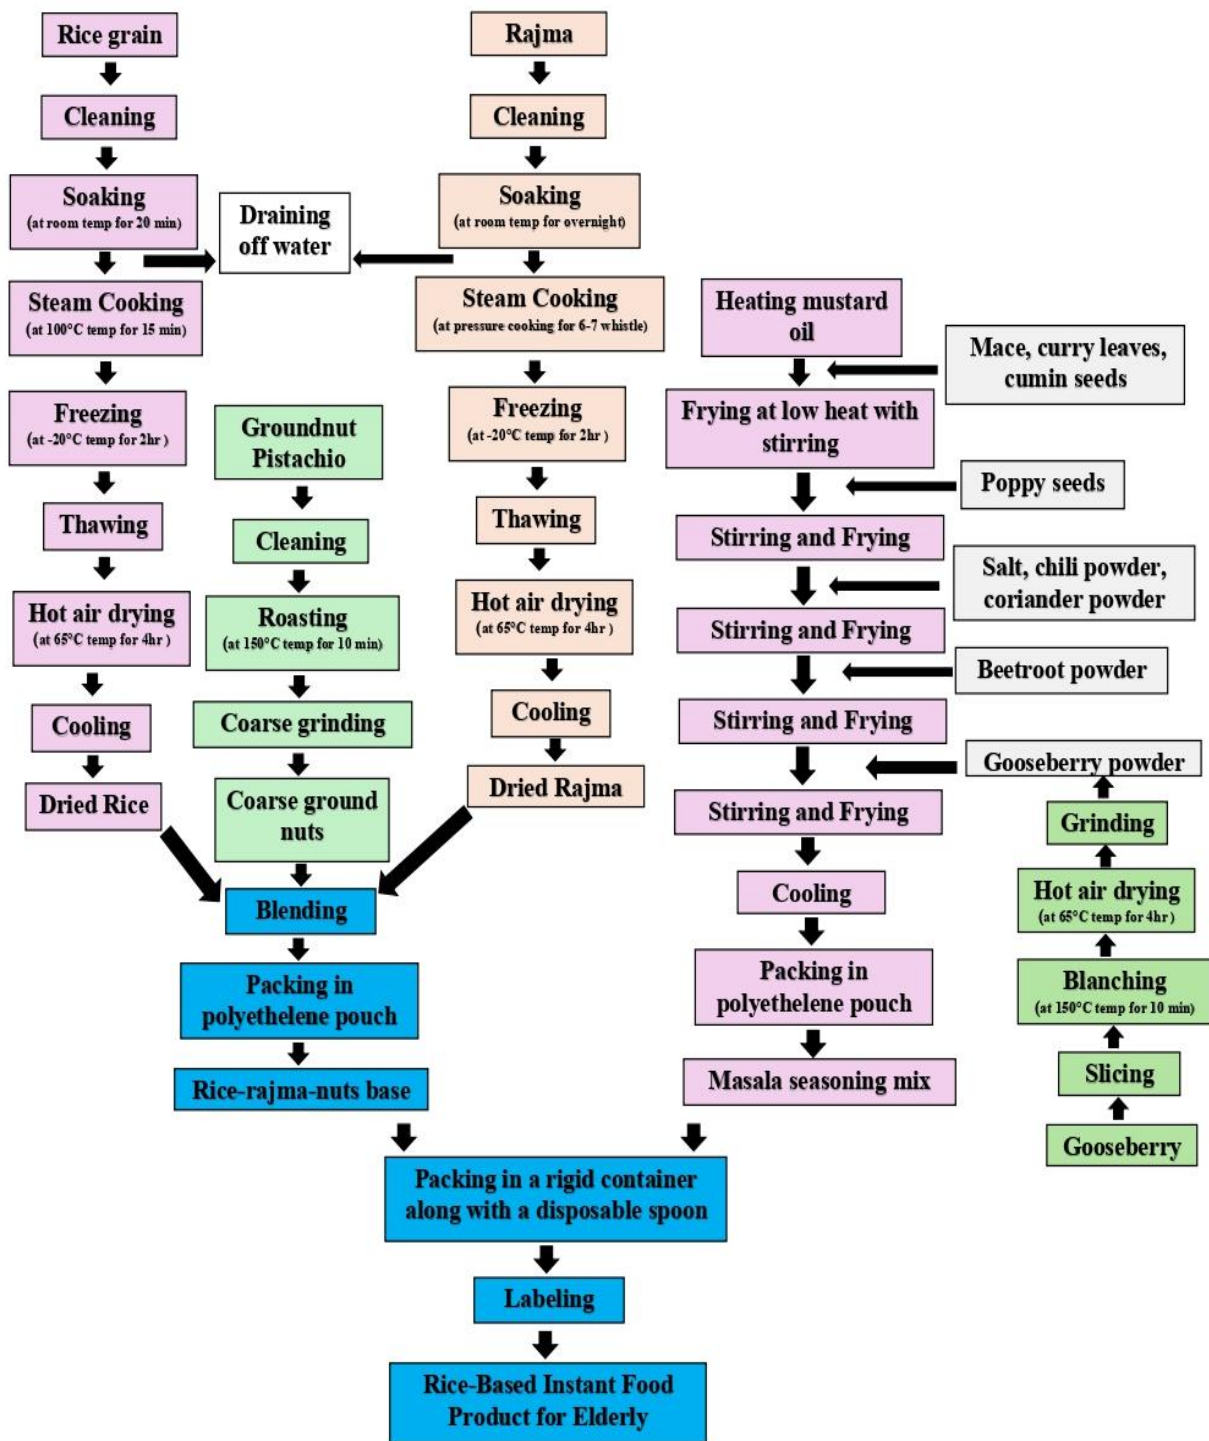 Rice grain
Cleaning
Soaking
(at room temp for 20 min)
Steam Cooking
(at 100°C temp for 15 min)
Freezing
(at -20°C temp for 2hr )
Thawing
Hot air drying
(at 65°C temp for 4hr )
Cooling
Dried Rice
Draining
off water
Groundnut
Pistachio
Cleaning
Roasting
(at 150°C temp for 10 min)
Coarse grinding
Coarse ground
nuts
Rajma
Cleaning
Soaking
(at room temp for overnight)
Steam Cooking
(at pressure cooking for 6-7 whistle)
Freezing
(at -20°C temp for 2hr )
Thawing
Hot air drying
(at 65°C temp for 4hr )
Cooling
Dried Rajma
Blending
Packing in
polyethelene pouch
Rice-rajma-nuts base
Heating mustard
oil
Mace, curry leaves,
cumin seeds
Frying at low heat with
stirring
Poppy seeds
Stirring and Frying
Salt, chili powder,
coriander powder
Stirring and Frying
Beetroot powder
Stirring and Frying
Gooseberry powder
Stirring and Frying
Cooling
Packing in
polyethelene pouch
Masala seasoning mix
Grinding
Hot air drying
(at 65°C temp for 4hr )
Blanching
(at 150°C temp for 10 min)
Slicing
Gooseberry
Packing in a rigid container
along with a disposable spoon
Labeling
Rice-Based Instant Food
Product for Elderly